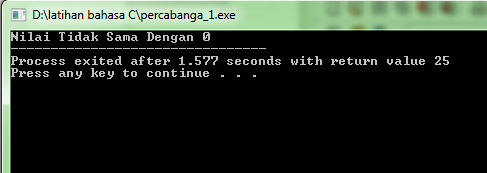 D:\latihan bahasa C\percabanga_1.exe
Nilai Tidak Sama Dengan 0
--------------------------------
Process exited after 1.577 seconds with return value 25
Press any key to continue . . .